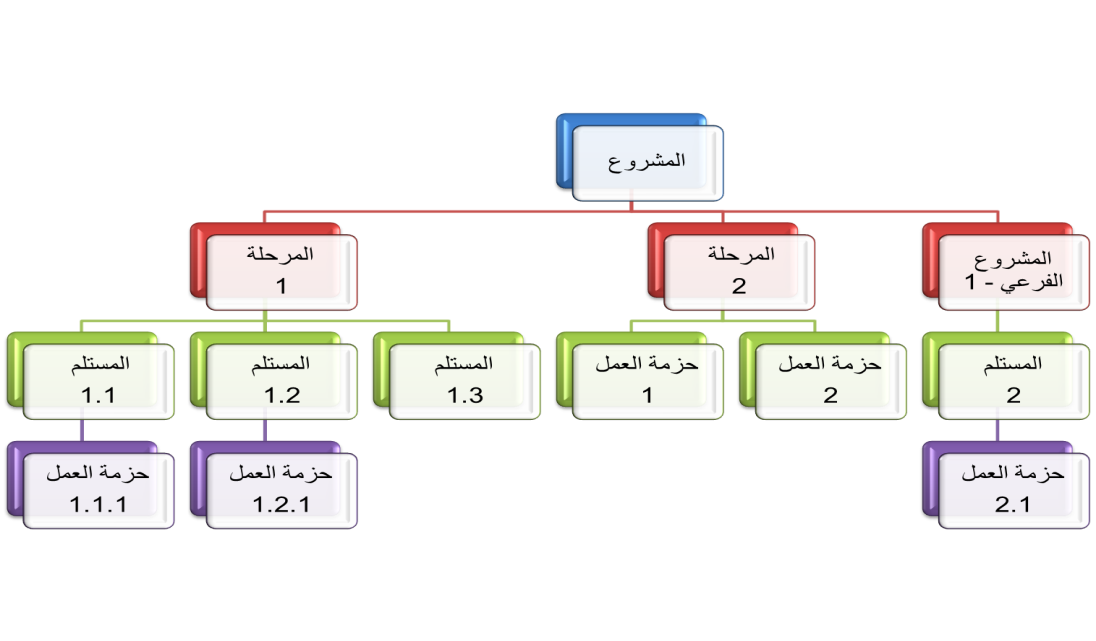 المشروع
المرحلة
1
المرحلة
2
المشروع
الفرعي - 1
المستلم
1.1
المستلم
1.2
المستلم
1.3
حزمة العمل
1
حزمة العمل
2
المستلم
2
حزمة العمل
1.1.1
حزمة العمل
1.2.1
حزمة العمل
2.1